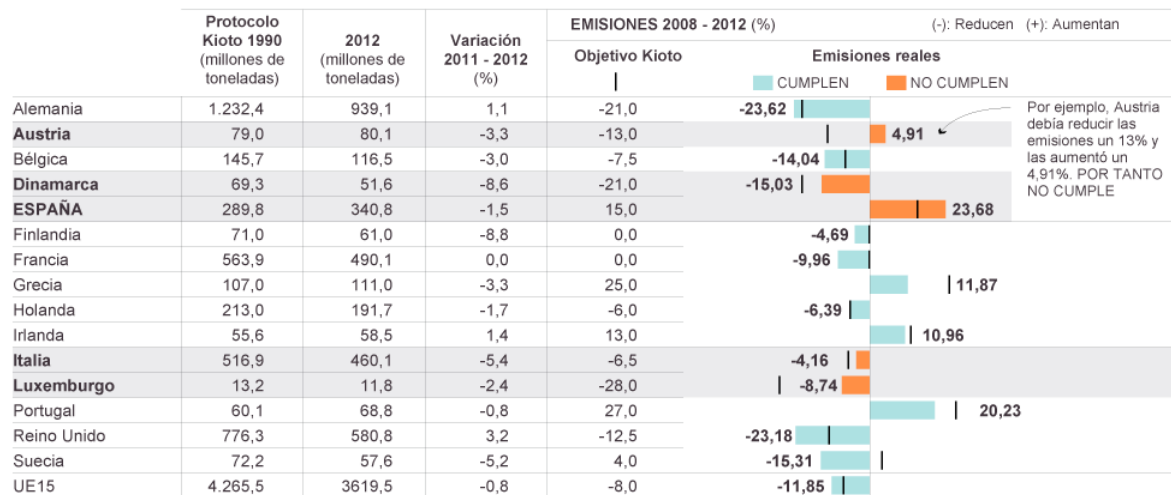 Protocolo Kioto 1990 (millones de toneladas) 2012 (millones de toneladas) Variación 2011 - 2012 (%) EMISIONES 2008 - 2012 (%) (-): Reducen (+): Aumentan
Objetivo Kioto Emisiones reales
CUMPLEN NO CUMPLEN
Alemania 1.232,4 939,1 1,1 -21,0 -23,62
Austria 79,0 80,1 -3,3 -13,0 4,91
Por ejemplo, Austria
debía reducir las
emisiones un 13% y
las aumentó un
4,91%. POR TANTO
NO CUMPLE
Bélgica 145,7 116,5 -3,0 -7,5 -14,04
Dinamarca 69,3 51,6 -8,6 -21,0 -15,03
ESPAÑA 289,8 340,8 -1,5 15,0 23,68
Finlandia 71,0 61,0 -8,8 0,0 -4,69
Francia 563,9 490,1 0,0 0,0 -9,96
Grecia 107,0 111,0 -3,3 25,0 11,87
Holanda 213,0 191,7 -1,7 -6,0 -6,39
Irlanda 55,6 58,5 1,4 13,0 10,96
Italia 516,9 460,1 -5,4 -6,5 -4,16
Luxemburgo 13,2 11,8 -2,4 -28,0 -8,74
Portugal 60,1 68,8 -0,8 27,0 20,23
Reino Unido 776,3 580,8 3,2 -12,5 -23,18
Suecia 72,2 57,6 -5,2 4,0 -15,31
UE15 4.265,5 3619,5 -0,8 -8,0 -11,85